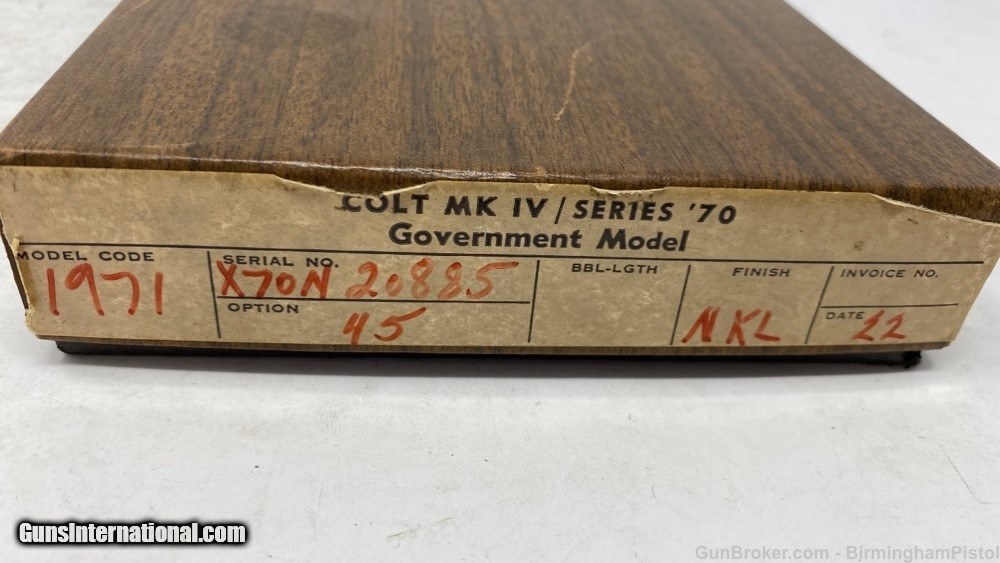 COLT MK IV / SERIES '70
Government Model
MODEL CODE
1971
SERIAL NO.
X70N 20885
OPTION
45
BBL-LGTH
FINISH
NKL
INVOICE NO.
DATE 22
GunsInternational.com
GunBroker.com - BirminghamPistol